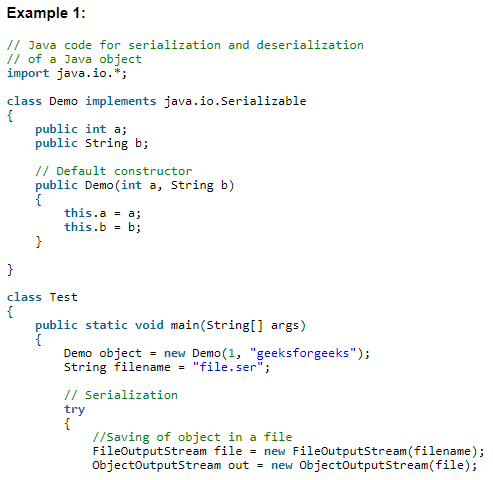 Example 1:
// Java code for serialization and deserialization
// of a Java object
import java.io.*;
class Demo implements java.io.Serializable
{
public int a;
public String b;
// Default constructor
public Demo(int a, String b)
{
this.a = a;
this.b = b;
}
}
class Test
{
public static void main(String[] args)
{
Demo object = new Demo(1, "geeksforgeeks");
String filename = "file.ser";
// Serialization
try
{
//Saving of object in a file
FileOutputStream file = new FileOutputStream(filename);
ObjectOutputStream out = new ObjectOutputStream(file);